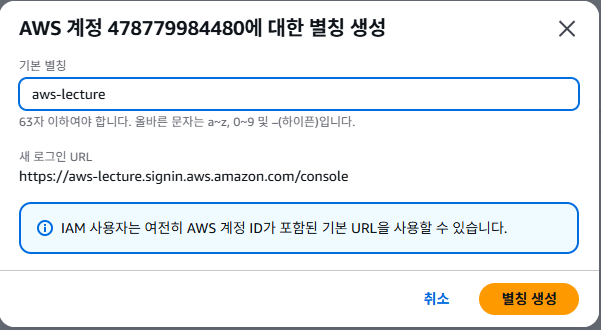 AWS 계정 478779984480에 대한 별칭 생성
기본 별칭
aws-lecture
63자 이하여야 합니다. 올바른 문자는 a~z, 0~9 및 –(하이픈)입니다.
새 로그인 URL
https://aws-lecture.signin.aws.amazon.com/console
IAM 사용자는 여전히 AWS 계정 ID가 포함된 기본 URL을 사용할 수 있습니다.
취소
별칭 생성